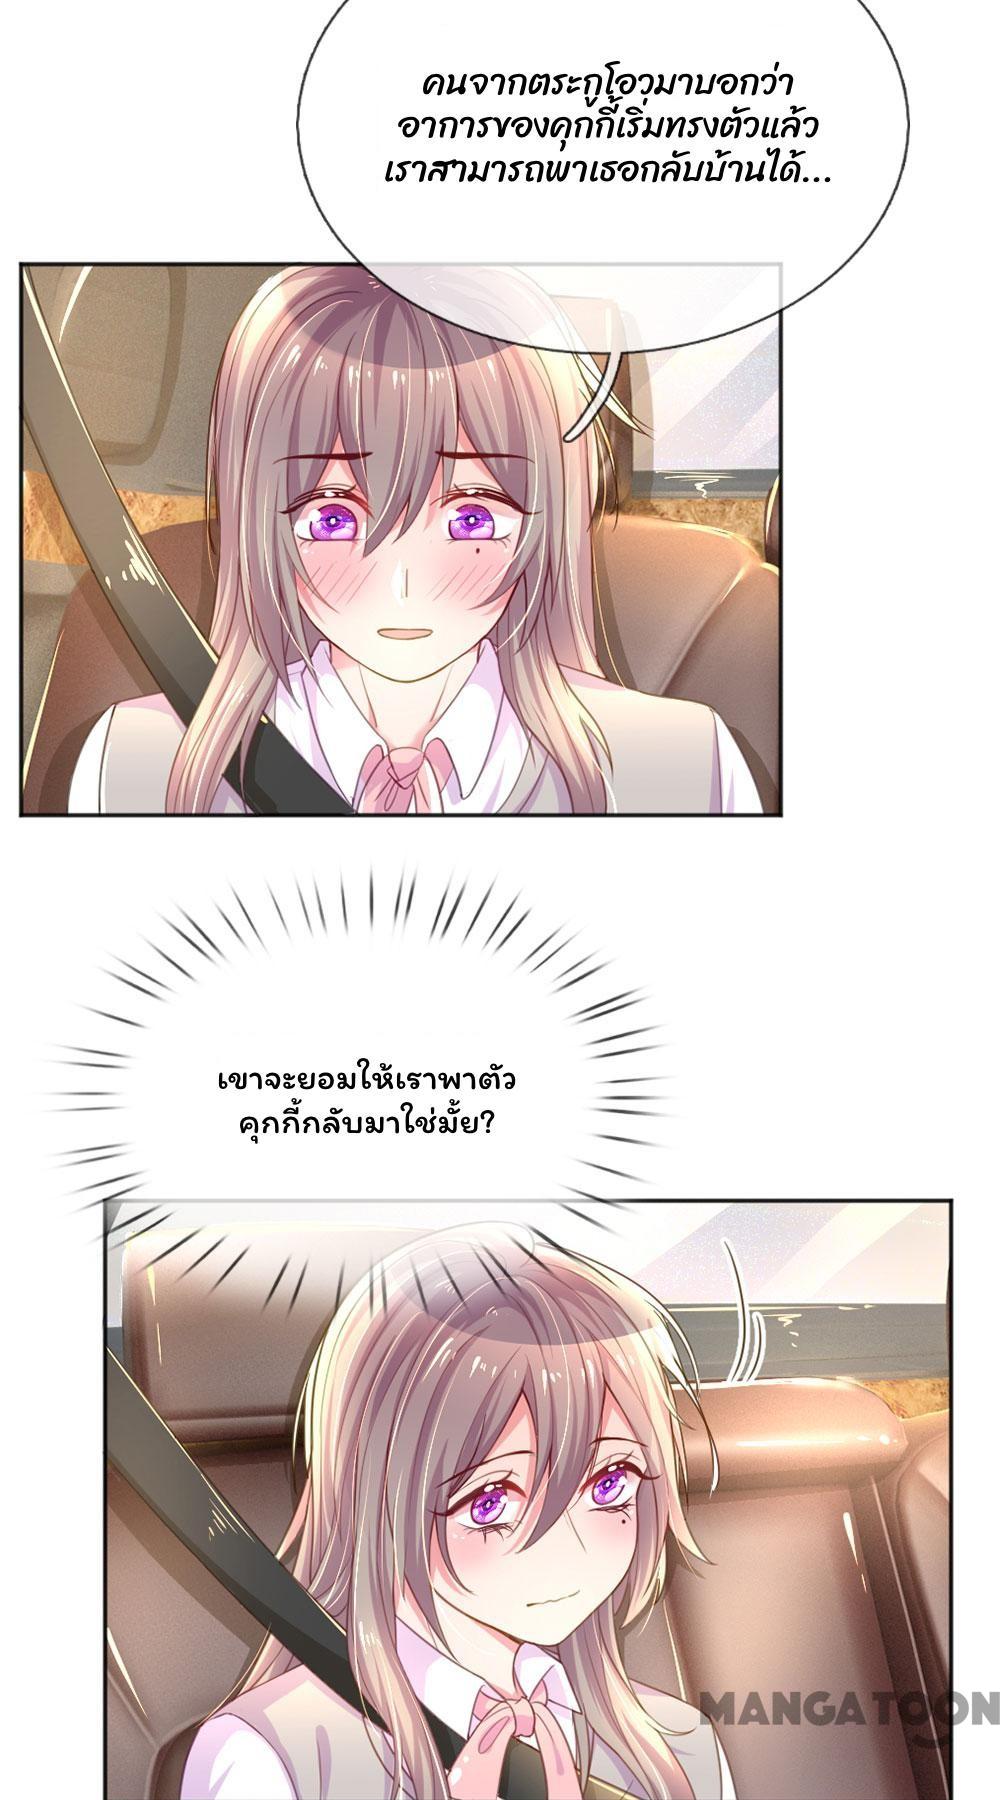 คนจากตระกูโอวมาบอกว่า
อาการของคุกกี้เริ่มทรงตัวแล้ว
เราสามารถพาเธอกลับบ้านได้...
เขาจะยอมให้เราพาตัว
คุกกี้กลับมาใช่มั้ย?
MANGATOON